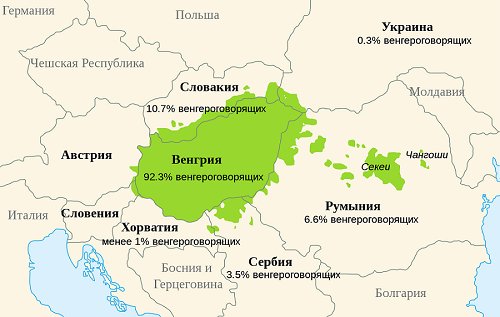 Германия
Польша
Украина
0.3% венгероговорящих
Чешская Республика
Словакия
10.7% венгероговорящих
Молдавия
Австрия
Венгрия
92.3% венгероговорящих
Секеи
Чангоши
Италия
Словения
Румыния
6.6% венгероговорящих
Хорватия
менее 1% венгероговорящих
Босния и
Герцеговина
Сербия
3.5% венгероговорящих
Болгария